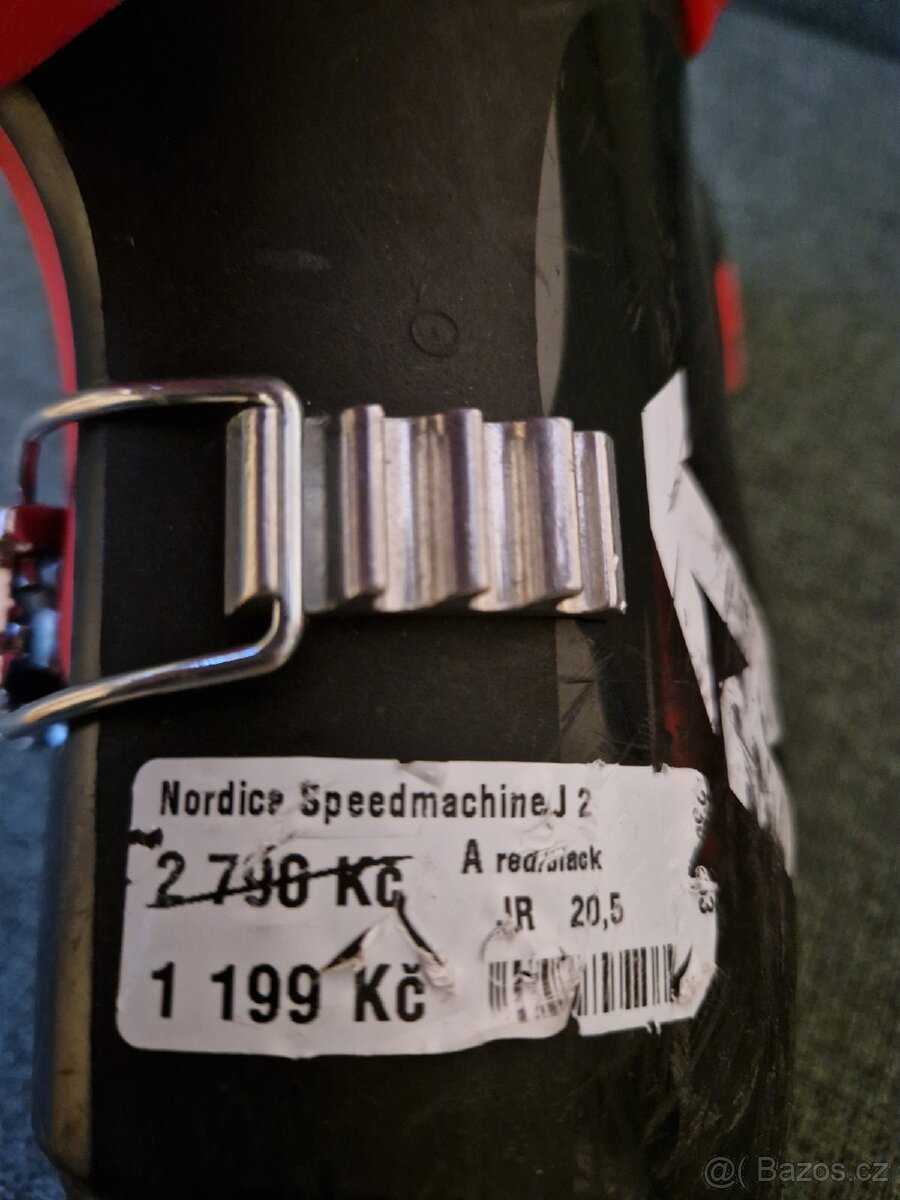 Nordica Speedmachine J 2
2 790 Kč
A red/black
JR 20,5
1 199 Kč
@( Bazos.cz